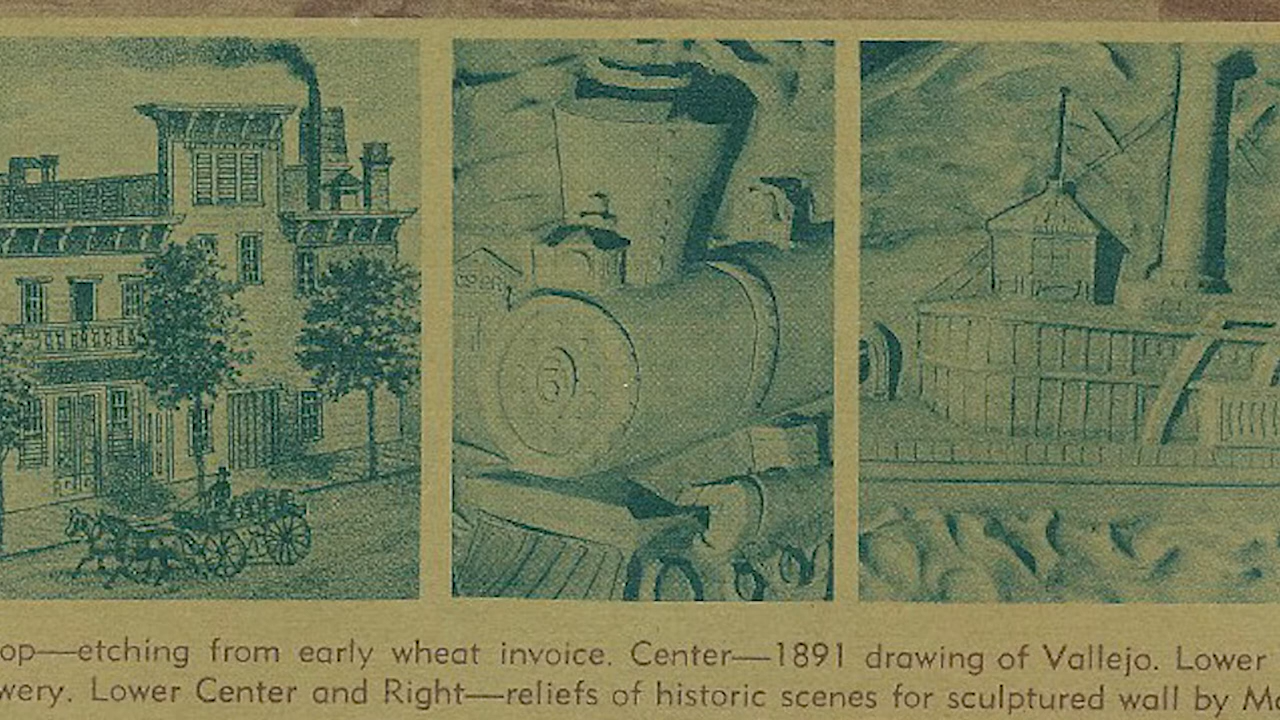 op—etching from early wheat invoice. Center—1891 drawing of Vallejo. Lower
wery. Lower Center and Right—reliefs of historic scenes for sculptured wall by M